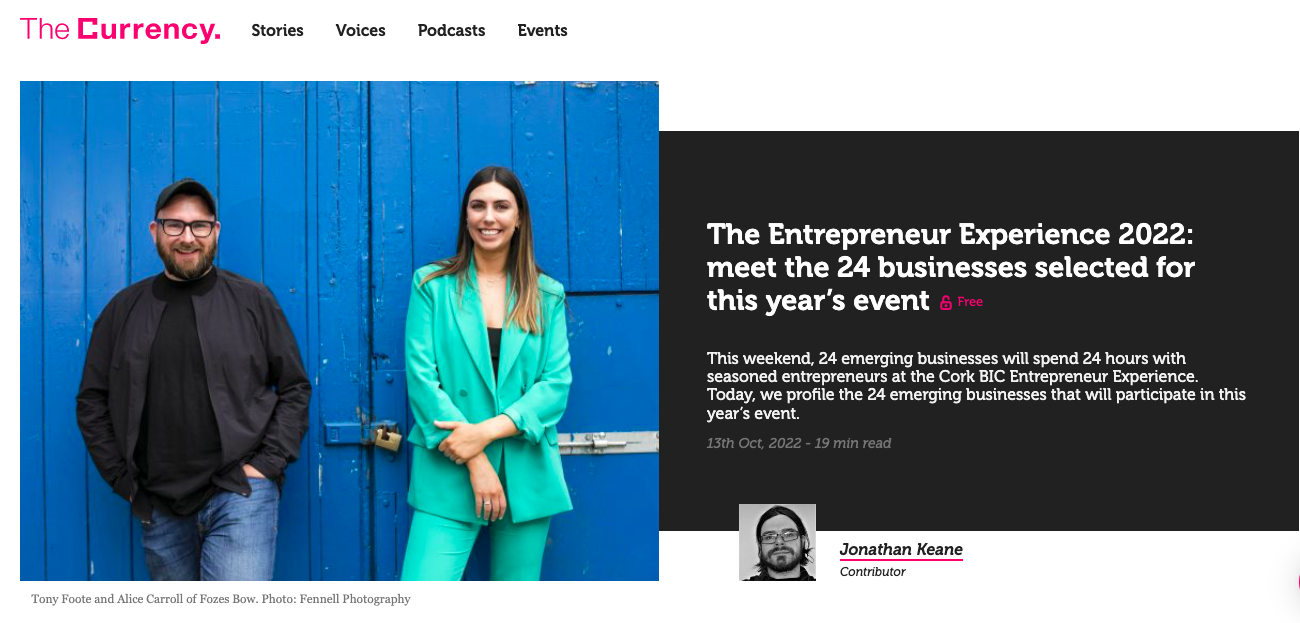 The Currency.
Stories
Voices
Podcasts
Events
The Entrepreneur Experience 2022:
meet the 24 businesses selected for
this year’s event Free
This weekend, 24 emerging businesses will spend 24 hours with
seasoned entrepreneurs at the Cork BIC Entrepreneur Experience.
Today, we profile the 24 emerging businesses that will participate in this
year’s event.
13th Oct, 2022 - 19 min read
Jonathan Keane
Contributor
Tony Foote and Alice Carroll of Fozes Bow. Photo: Fennell Photography